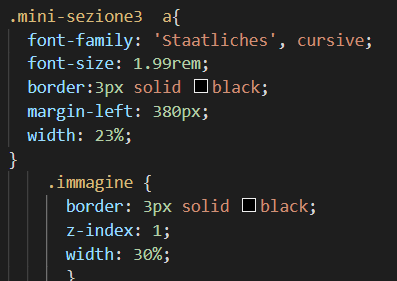 .mini-sezione3  a{
font-family: 'Staatliches', cursive;
font-size: 1.99rem;
border:3px solid black;
margin-left: 380px;
width: 23%;
}
.immagine {
border: 3px solid black;
z-index: 1;
width: 30%;
}